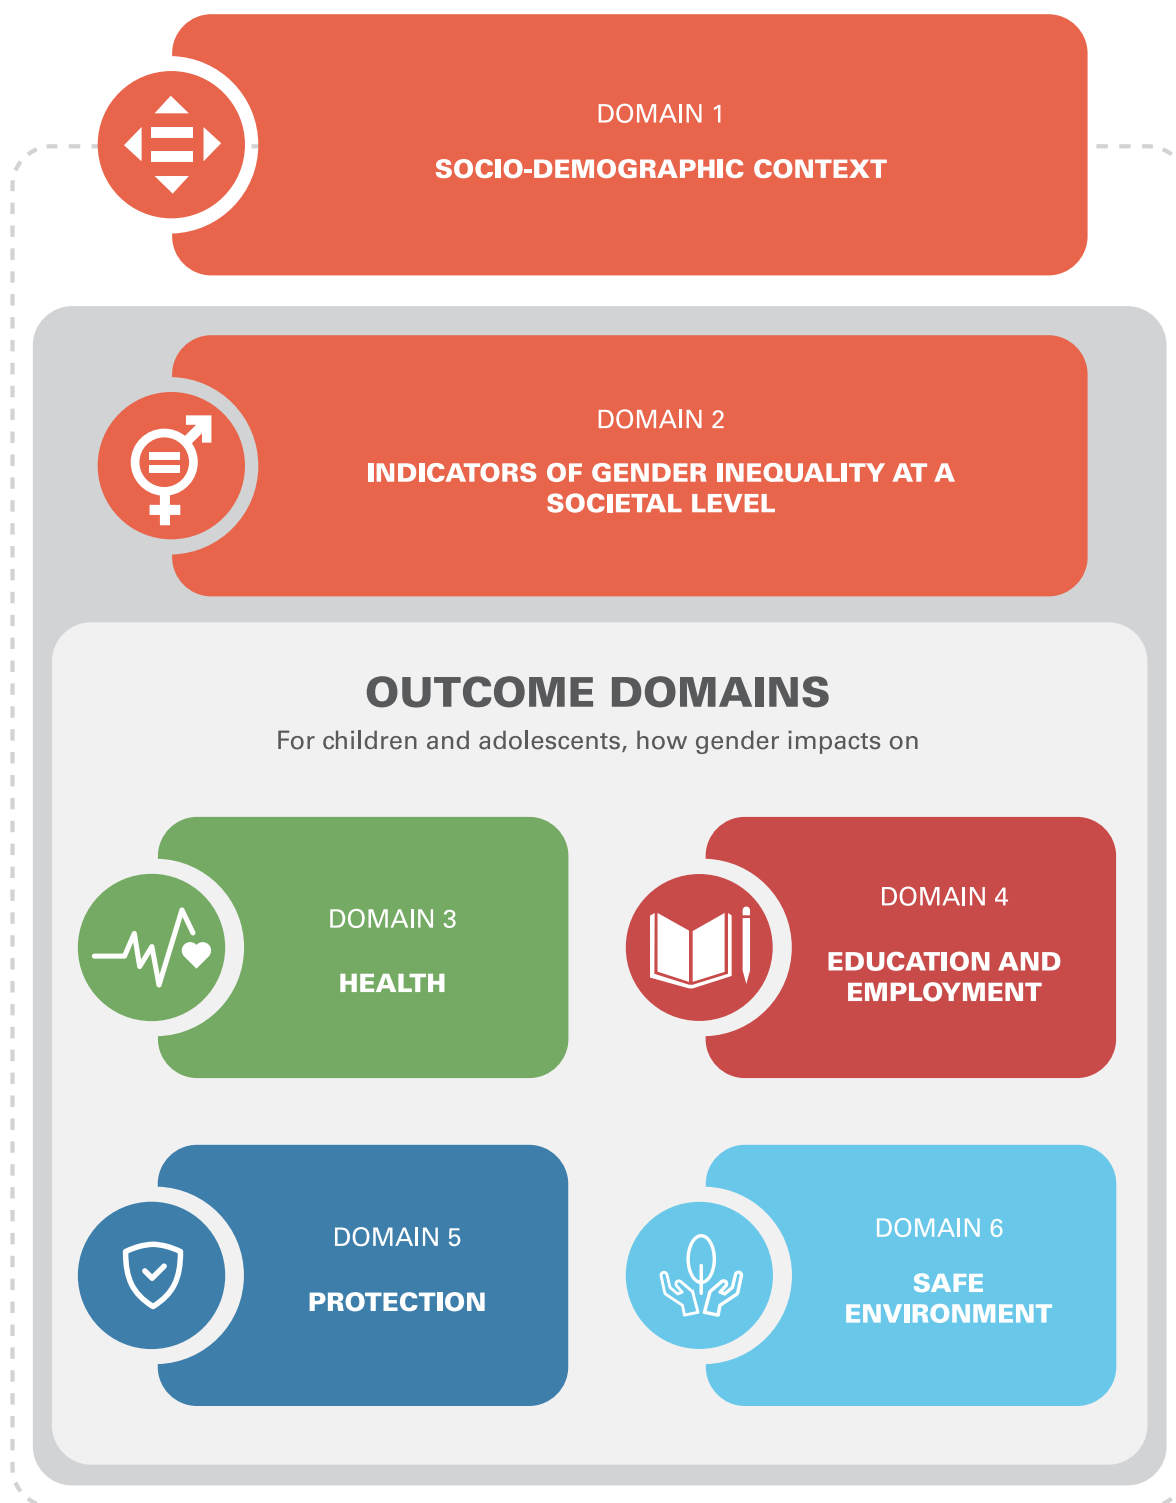 DOMAIN 1
SOCIO-DEMOGRAPHIC CONTEXT
DOMAIN 2
INDICATORS OF GENDER INEQUALITY AT A
SOCIETAL LEVEL
OUTCOME DOMAINS
For children and adolescents, how gender impacts on
DOMAIN 3
HEALTH
DOMAIN 4
EDUCATION AND
EMPLOYMENT
DOMAIN 5
PROTECTION
DOMAIN 6
SAFE
ENVIRONMENT